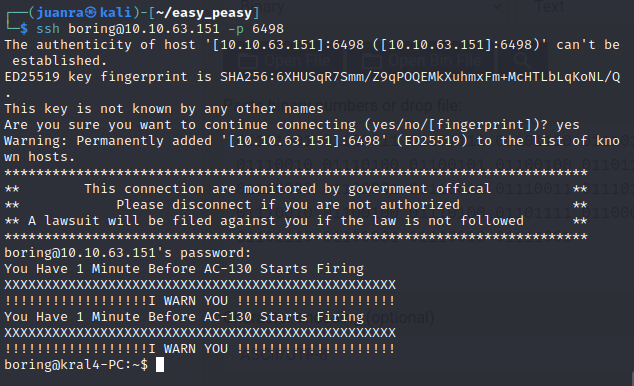 (juanra㉿kali)-[~/easy_peasy]
$ ssh boring@10.10.63.151 -p 6498
The authenticity of host '[10.10.63.151]:6498 ([10.10.63.151]:6498)' can't be
established.
ED25519 key fingerprint is SHA256:6XHUSqR7Smm/Z9qPOQEMkXuhmxFm+McHTLbLqKoNL/Q
.
This key is not known by any other names.
Are you sure you want to continue connecting (yes/no/[fingerprint])? yes
Warning: Permanently added '[10.10.63.151]:6498' (ED25519) to the list of kno
wn hosts.
*************************************************************************
**        This connection are monitored by government offical          **
**            Please disconnect if you are not authorized              **
** A lawsuit will be filed against you if the law is not followed      **
*************************************************************************
boring@10.10.63.151's password:
You Have 1 Minute Before AC-130 Starts Firing
XXXXXXXXXXXXXXXXXXXXXXXXXXXXXXXXXXXXXXXXXXXXXXXXX
!!!!!!!!!!!!!!!!!!I WARN YOU !!!!!!!!!!!!!!!!!!!!
You Have 1 Minute Before AC-130 Starts Firing
XXXXXXXXXXXXXXXXXXXXXXXXXXXXXXXXXXXXXXXXXXXXXXXXX
!!!!!!!!!!!!!!!!!!I WARN YOU !!!!!!!!!!!!!!!!!!!!
boring@kral4-PC:~$